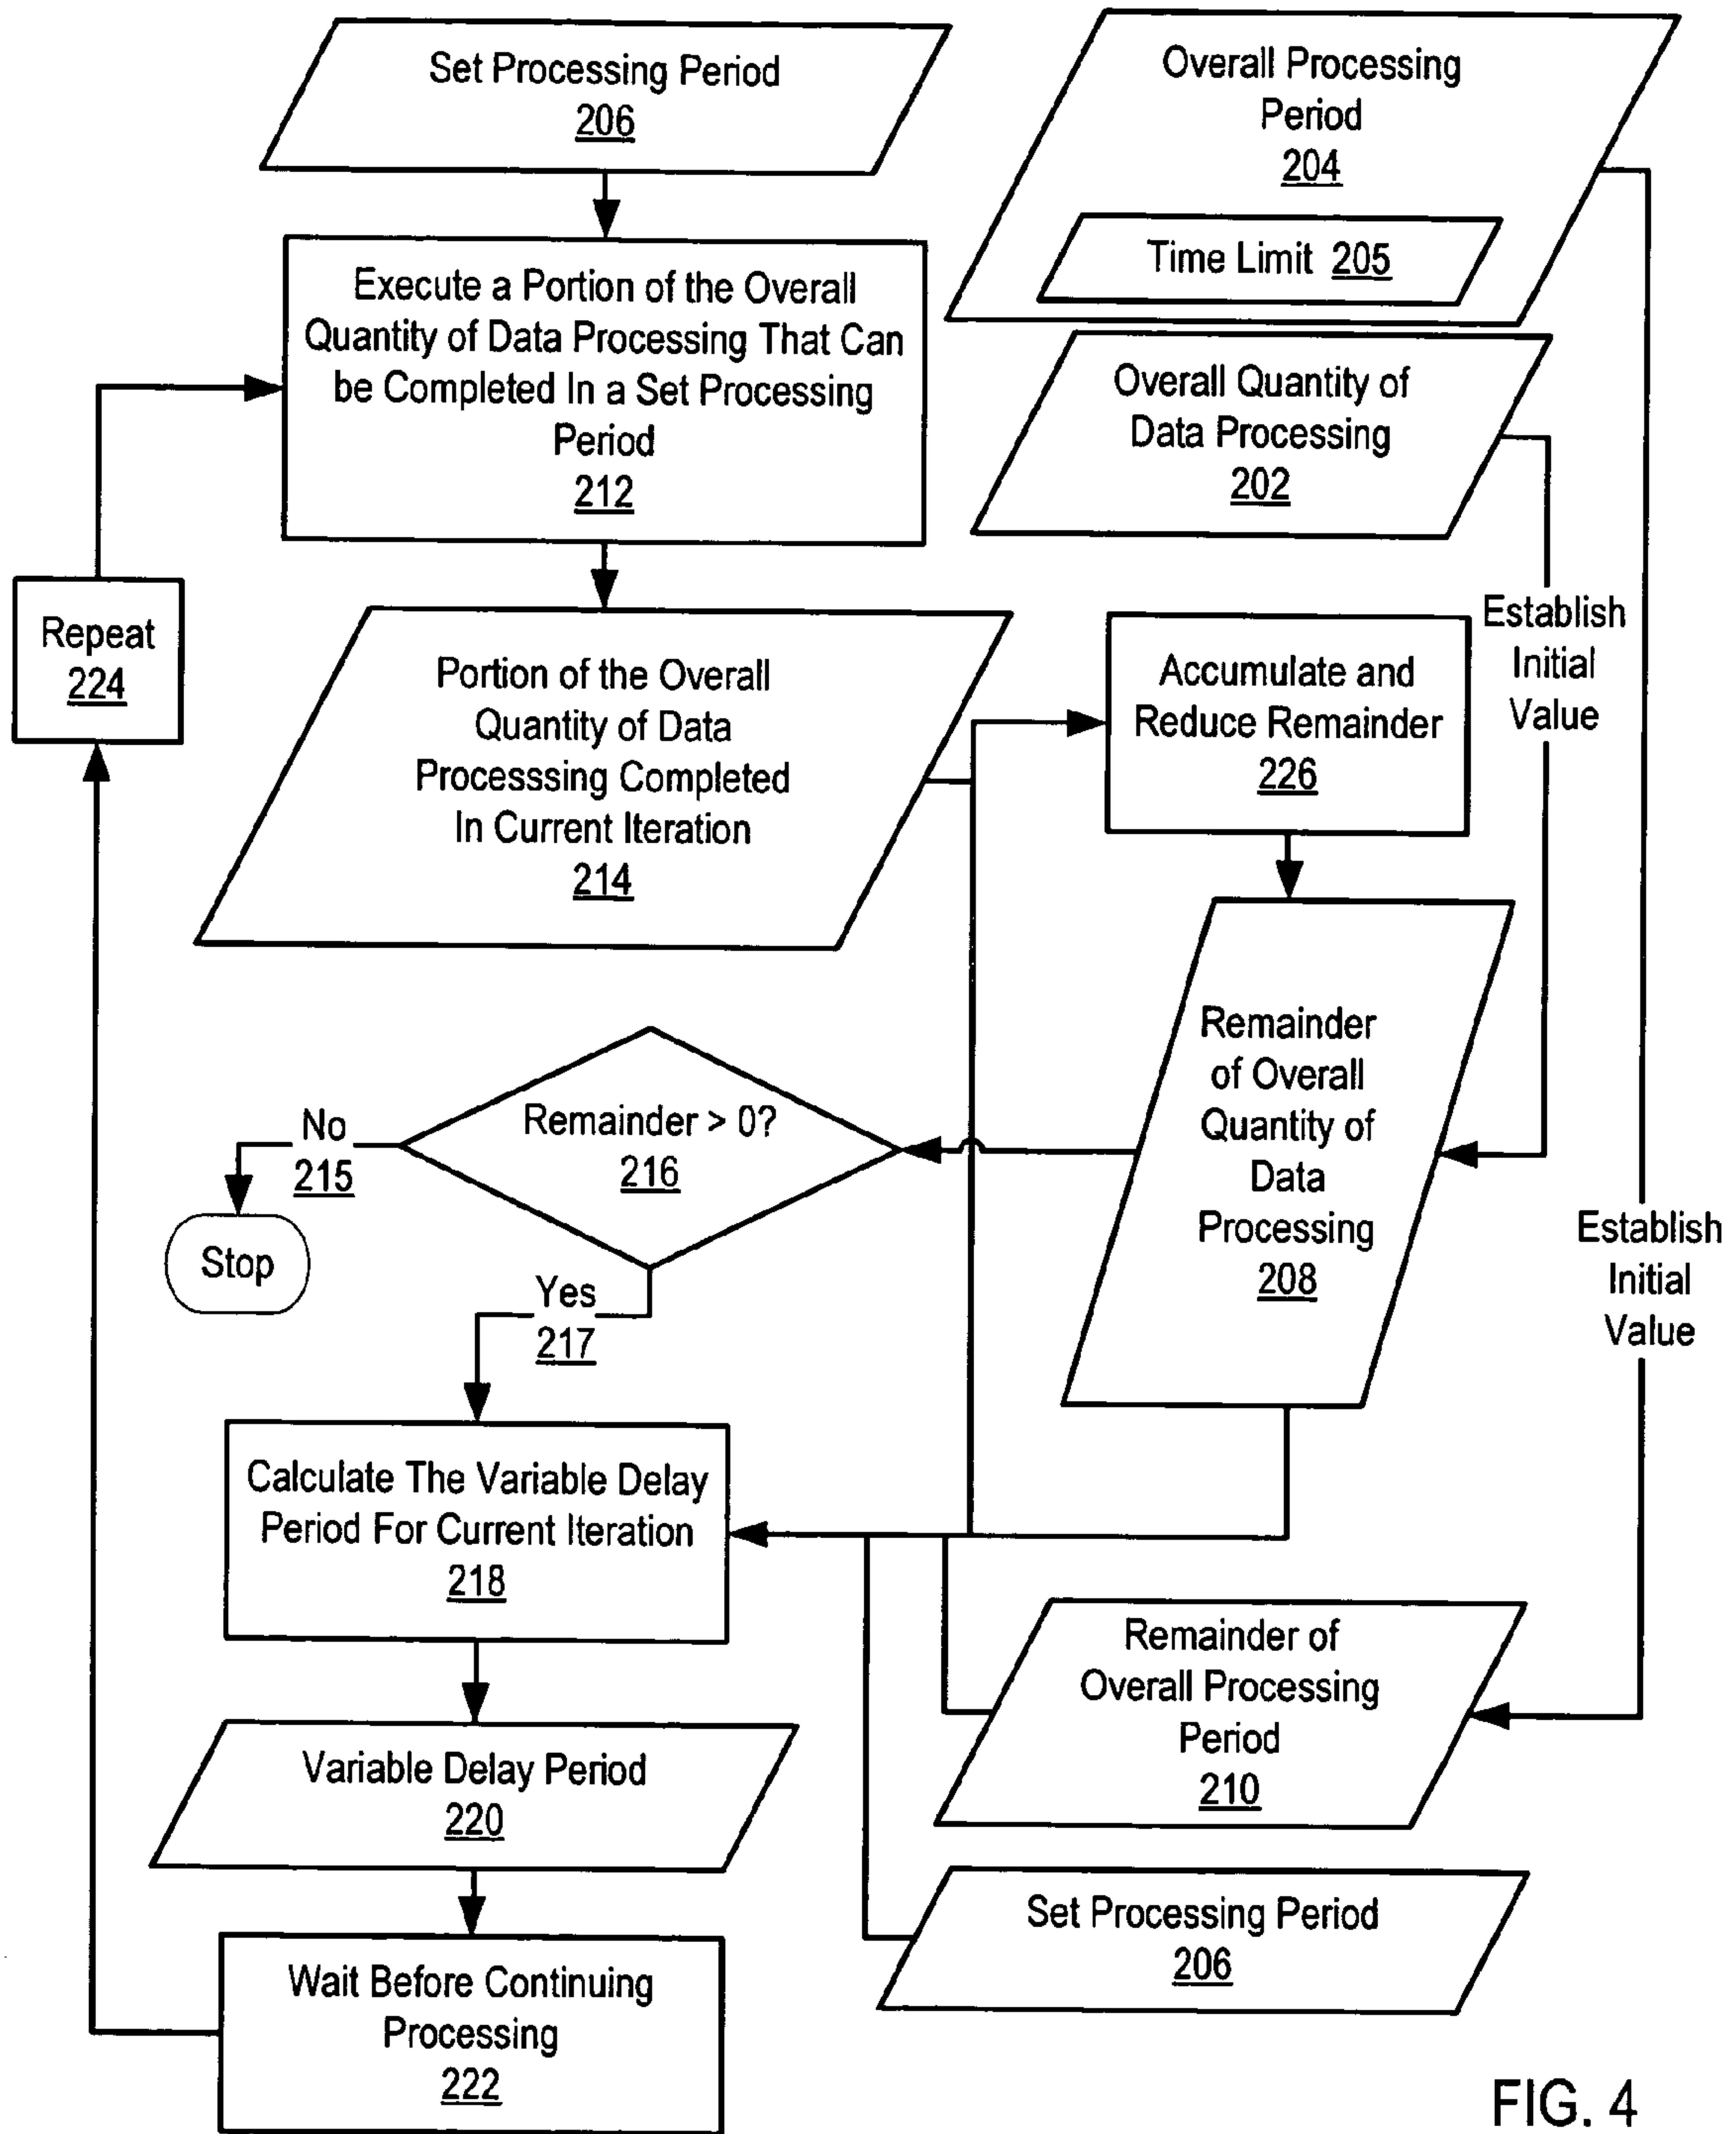 Set Processing Period
206
Overall Processing
Period
204
Time Limit 205
Execute a Portion of the Overall
Quantity of Data Processing That Can
be Completed In a Set Processing
Period
212
Overall Quantity of
Data Processing
202
Repeat
224
Establish
Initial
Value
Portion of the Overall
Quantity of Data
Processsing Completed
In Current Iteration
214
Accumulate and
Reduce Remainder
226
Remainder
of Overall
Quantity of
Data
Processing
208
Remainder > 0?
216
No
215
Stop
Yes
217
Establish
Initial
Value
Calculate The Variable Delay
Period For Current Iteration
218
Remainder of
Overall Processing
Period
210
Variable Delay Period
220
Set Processing Period
206
Wait Before Continuing
Processing
222
FIG. 4